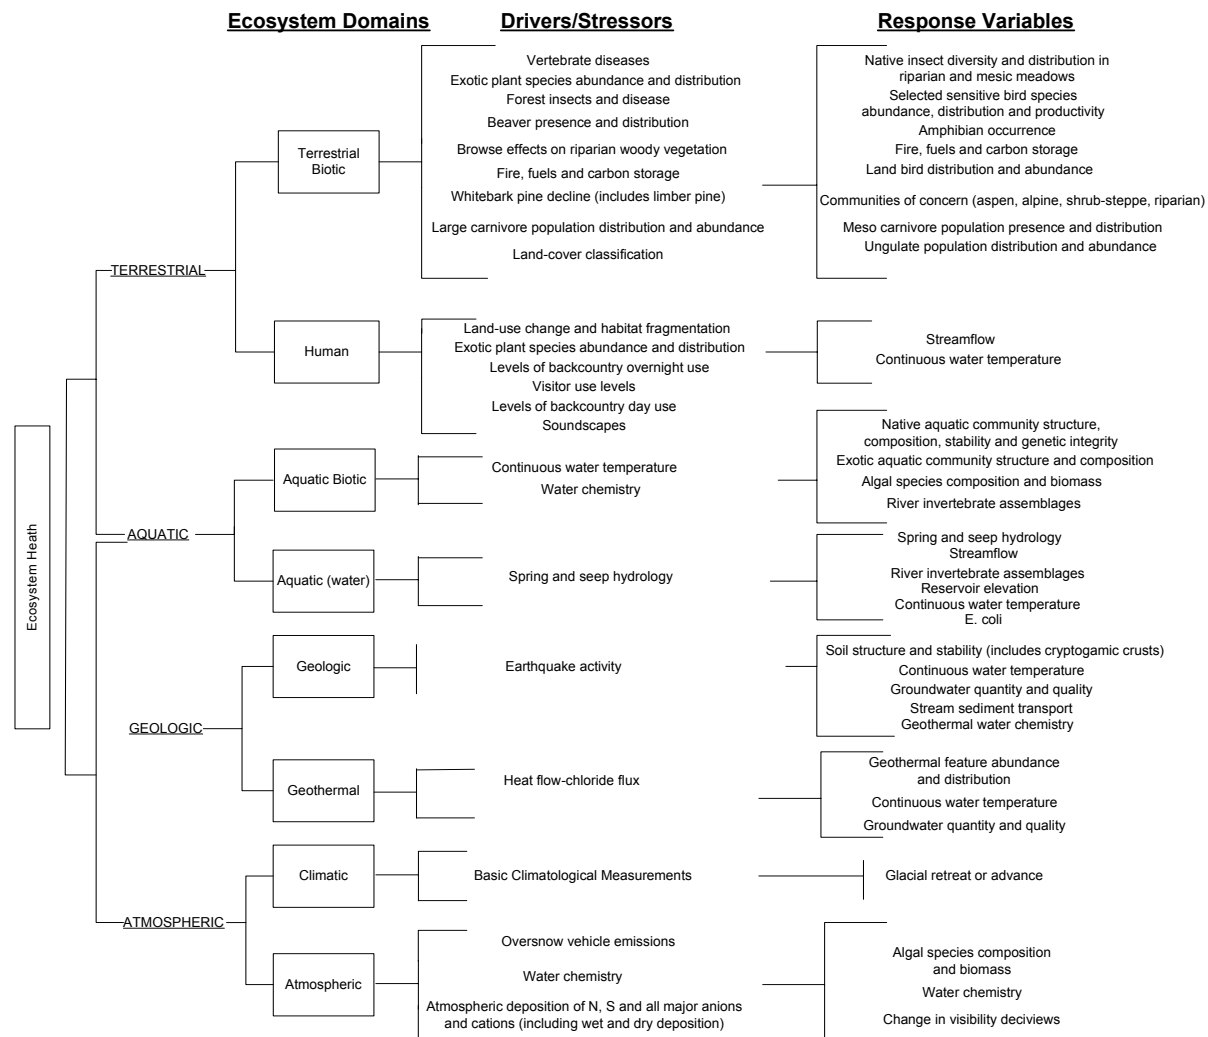 Ecosystem Domains
Drivers/Stressors
Response Variables
Ecosystem Heath
TERRESTRIAL
Terrestrial
Biotic
Vertebrate diseases
Exotic plant species abundance and distribution
Forest insects and disease
Beaver presence and distribution
Browse effects on riparian woody vegetation
Fire, fuels and carbon storage
Whitebark pine decline (includes limber pine)
Large carnivore population distribution and abundance
Land-cover classification
Native insect diversity and distribution in
riparian and mesic meadows
Selected sensitive bird species
abundance, distribution and productivity
Amphibian occurrence
Fire, fuels and carbon storage
Land bird distribution and abundance
Communities of concern (aspen, alpine, shrub-steppe, riparian)
Meso carnivore population presence and distribution
Ungulate population distribution and abundance
Human
Land-use change and habitat fragmentation
Exotic plant species abundance and distribution
Levels of backcountry overnight use
Visitor use levels
Levels of backcountry day use
Soundscapes
Streamflow
Continuous water temperature
AQUATIC
Aquatic Biotic
Continuous water temperature
Water chemistry
Native aquatic community structure,
composition, stability and genetic integrity
Exotic aquatic community structure and composition
Algal species composition and biomass
River invertebrate assemblages
Aquatic (water)
Spring and seep hydrology
Spring and seep hydrology
Streamflow
River invertebrate assemblages
Reservoir elevation
Continuous water temperature
E. coli
GEOLOGIC
Geologic
Earthquake activity
Soil structure and stability (includes cryptogamic crusts)
Continuous water temperature
Groundwater quantity and quality
Stream sediment transport
Geothermal water chemistry
Geothermal
Heat flow-chloride flux
Geothermal feature abundance
and distribution
Continuous water temperature
Groundwater quantity and quality
ATMOSPHERIC
Climatic
Basic Climatological Measurements
Glacial retreat or advance
Atmospheric
Oversnow vehicle emissions
Water chemistry
Atmospheric deposition of N, S and all major anions
and cations (including wet and dry deposition)
Algal species composition
and biomass
Water chemistry
Change in visibility deciviews